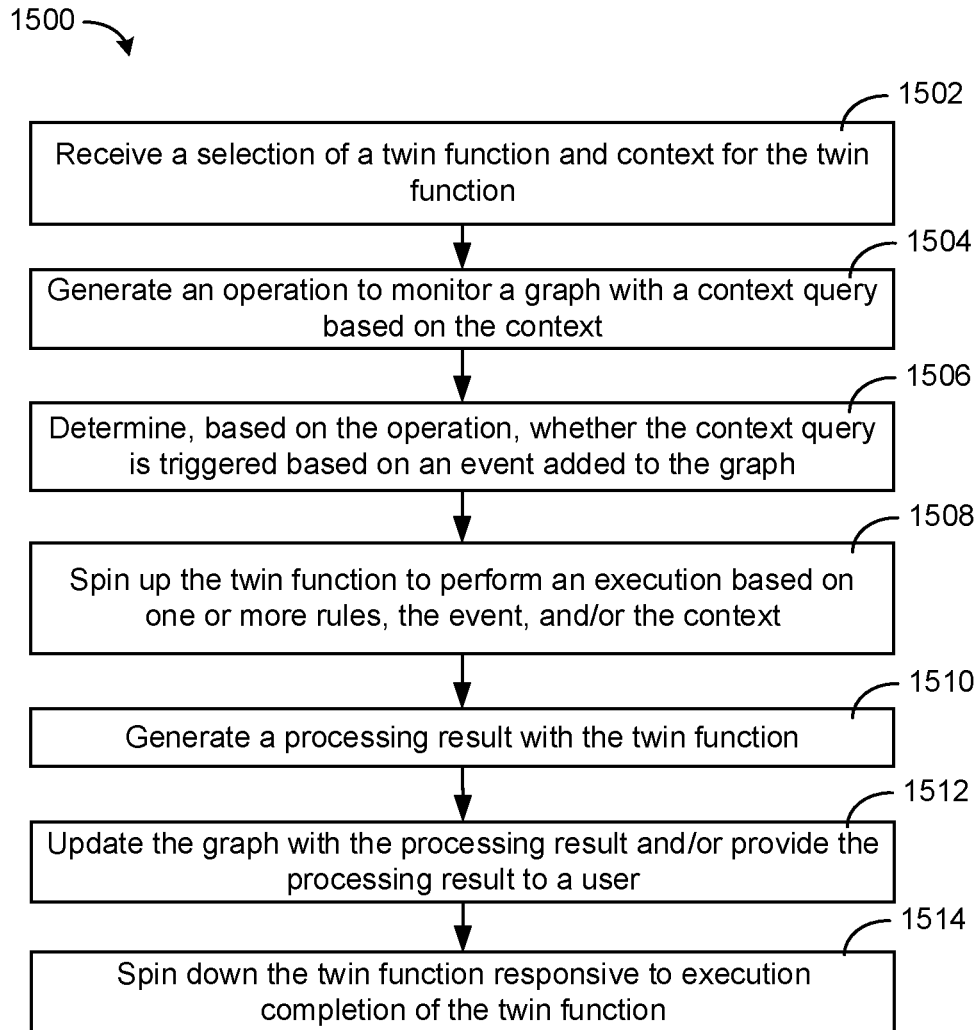 1500
1502
Receive a selection of a twin function and context for the twin
function
1504
Generate an operation to monitor a graph with a context query
based on the context
1506
Determine, based on the operation, whether the context query
is triggered based on an event added to the graph
1508
Spin up the twin function to perform an execution based on
one or more rules, the event, and/or the context
1510
Generate a processing result with the twin function
1512
Update the graph with the processing result and/or provide the
processing result to a user
1514
Spin down the twin function responsive to execution
completion of the twin function